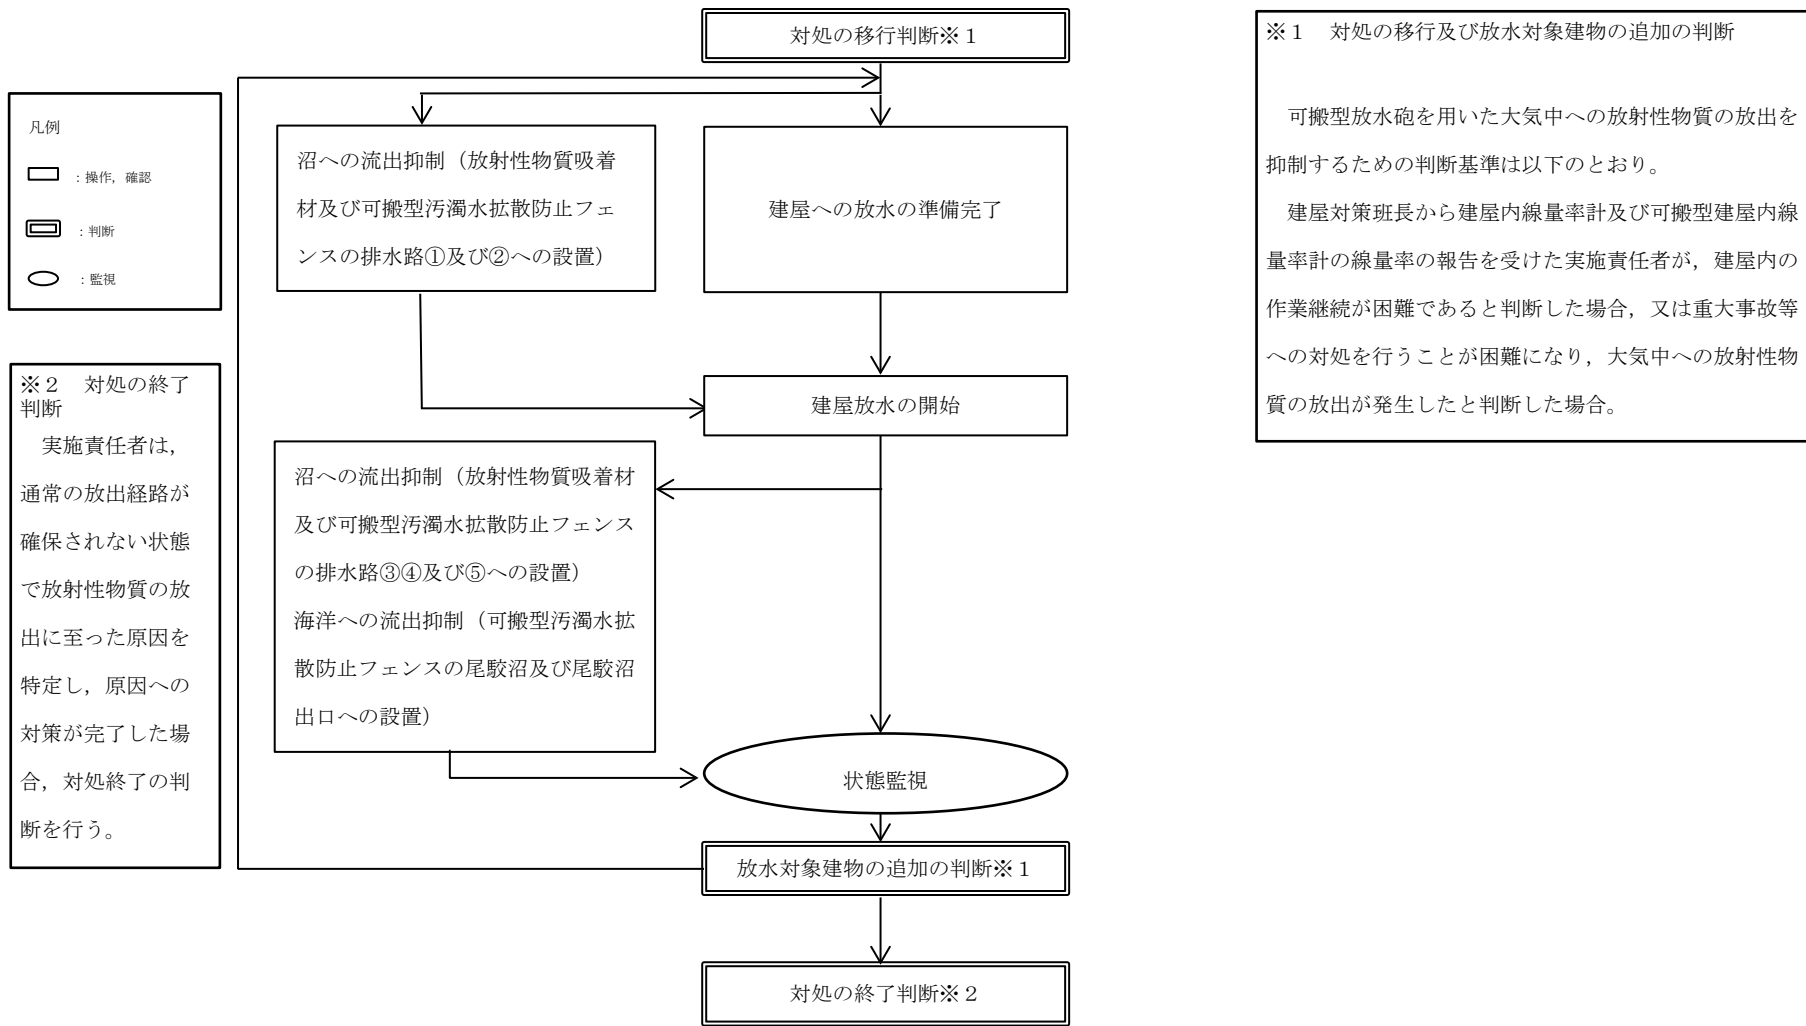 対処の移行判断※１
凡例
：操作，確認
：判断
：監視
沼への流出抑制（放射性物質吸着
材及び可搬型汚濁水拡散防止フェ
ンスの排水路①及び②への設置）
建屋への放水の準備完了
建屋放水の開始
沼への流出抑制（放射性物質吸着材
及び可搬型汚濁水拡散防止フェンス
の排水路③④及び⑤への設置）
海洋への流出抑制（可搬型汚濁水拡
散防止フェンスの尾駮沼及び尾駮沼
出口への設置）
状態監視
放水対象建物の追加の判断※１
対処の終了判断※２
※２　対処の終了
判断
実施責任者は，
通常の放出経路が
確保されない状態
で放射性物質の放
出に至った原因を
特定し，原因への
対策が完了した場
合，対処終了の判
断を行う。
※１　対処の移行及び放水対象建物の追加の判断
可搬型放水砲を用いた大気中への放射性物質の放出を
抑制するための判断基準は以下のとおり。
建屋対策班長から建屋内線量率計及び可搬型建屋内線
量率計の線量率の報告を受けた実施責任者が，建屋内の
作業継続が困難であると判断した場合，又は重大事故等
への対処を行うことが困難になり，大気中への放射性物
質の放出が発生したと判断した場合。